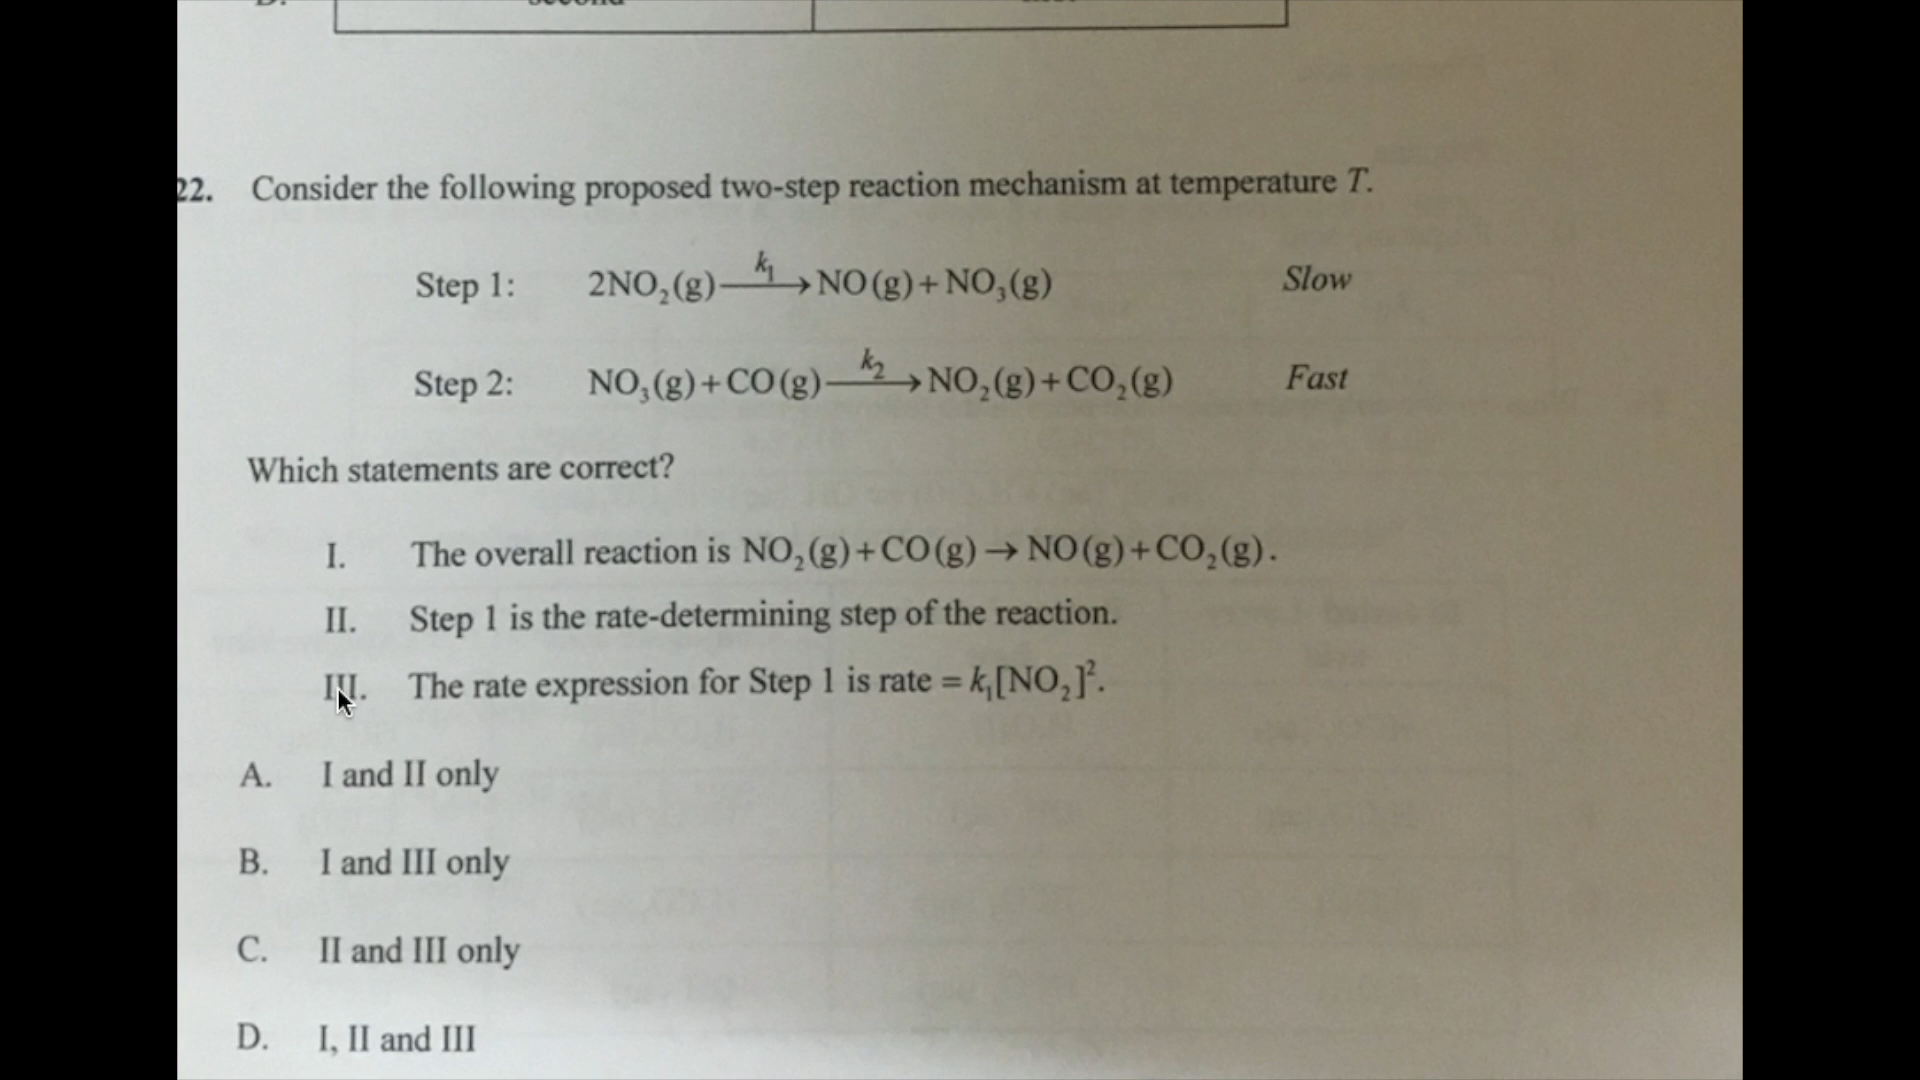 22. Consider the following proposed two-step reaction mechanism at temperature T.
Step 1: 2NO₂(g) —k₁→ NO(g) + NO₃(g) Slow
Step 2: NO₃(g) + CO(g) —k₂→ NO₂(g) + CO₂(g) Fast
Which statements are correct?
I. The overall reaction is NO₂(g) + CO(g) → NO(g) + CO₂(g).
II. Step 1 is the rate-determining step of the reaction.
III. The rate expression for Step 1 is rate = k₁[NO₂]².
A. I and II only
B. I and III only
C. II and III only
D. I, II and III